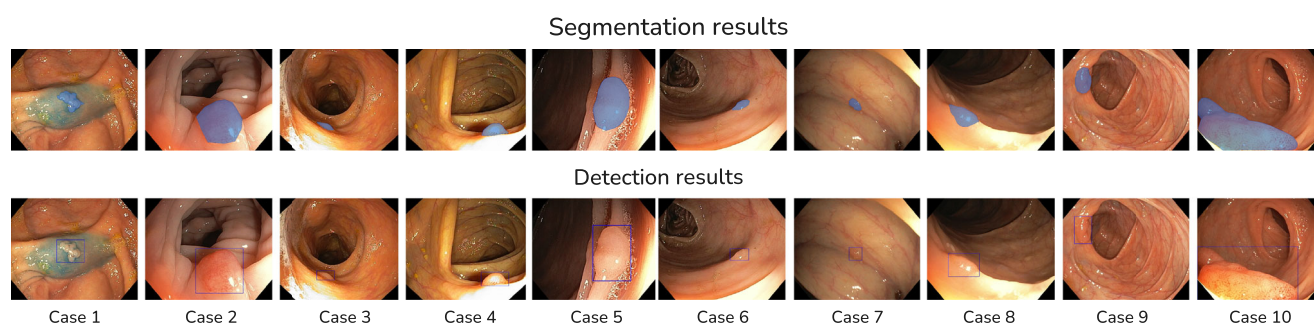 Segmentation results
Detection results
Case 1 Case 2 Case 3 Case 4 Case 5 Case 6 Case 7 Case 8 Case 9 Case 10